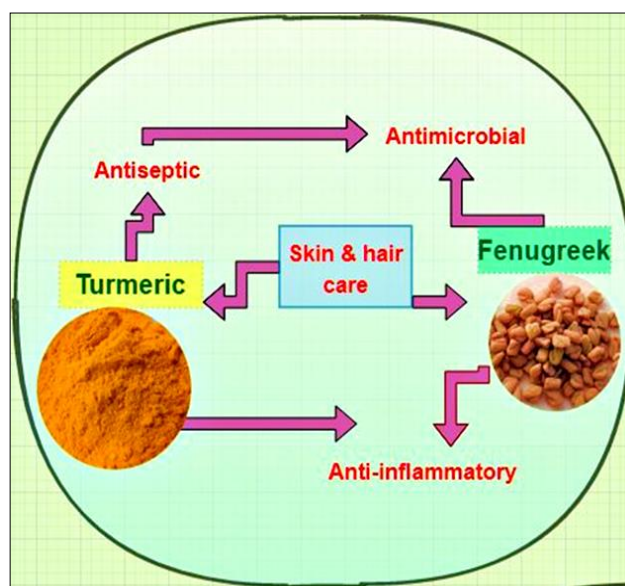 Antimicrobial
Antiseptic
Skin & hair
care
Fenugreek
Turmeric
Anti-inflammatory